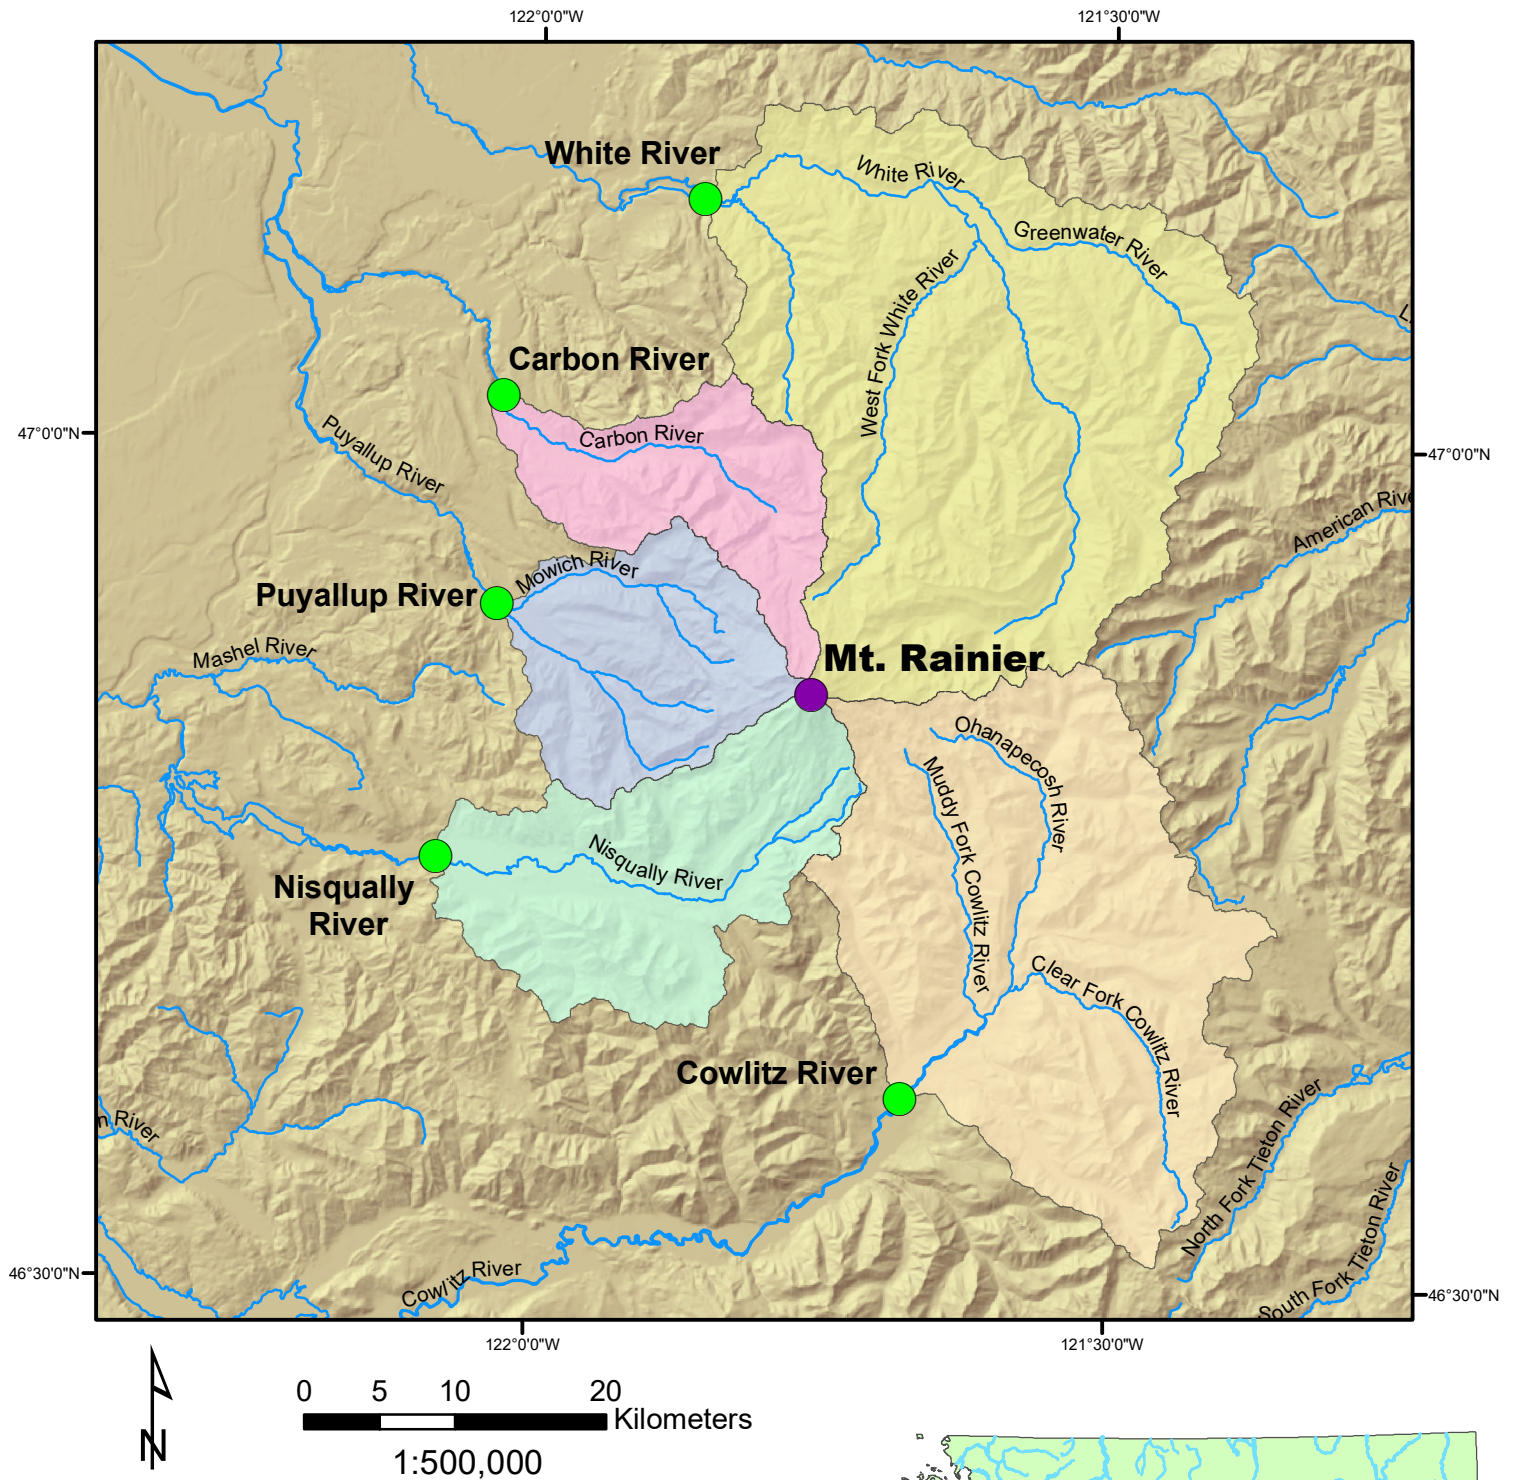 122°0'0"W
121°30'0"W
White River
White River
Greenwater River
West Fork White River
Carbon River
47°0'0"N
Carbon River
Puyallup River
47°0'0"N
American Rive
Mowich River
Puyallup River
Mashel River
Mt. Rainier
Ohanapecosh River
Muddy Fork Cowlitz River
Nisqually River
Nisqually
River
Clear Fork Cowlitz River
Cowlitz River
n River
North Fork Tieton River
South Fork Tieton River
Cowlitz River
46°30'0"N
46°30'0"N
122°0'0"W
121°30'0"W
N
0 5 10 20
Kilometers
1:500,000